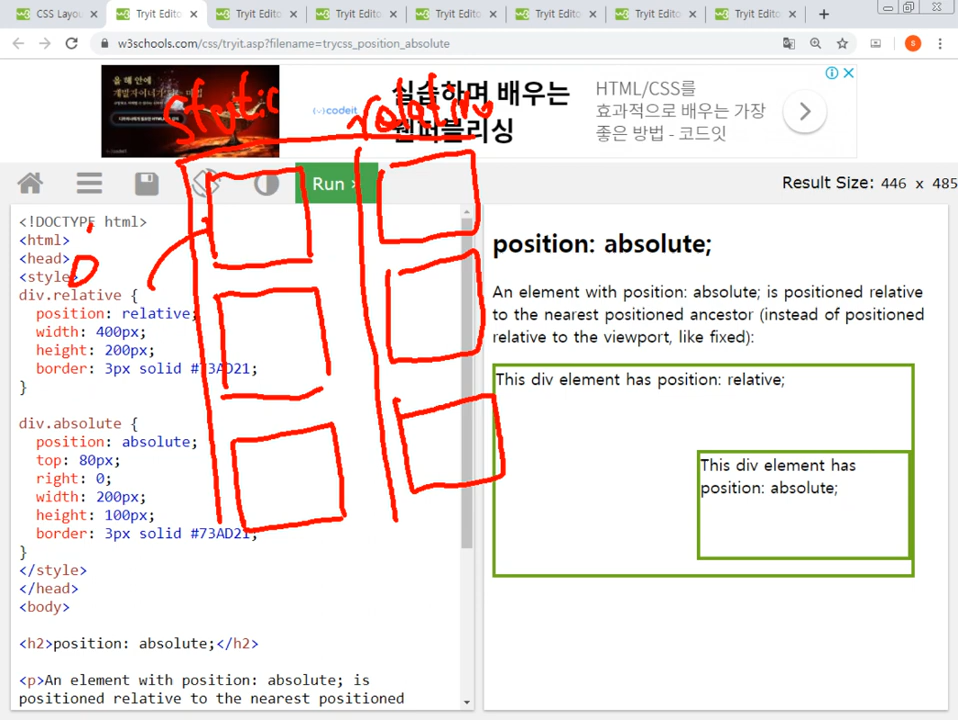 CSS Layou
Tryit Edito
Tryit Edito
Tryit Edito
Tryit Edito
Tryit Edito
Tryit Edito
Tryit Edito
w3schools.com/css/tryit.asp?filename=trycss_position_absolute
올 해 안에
codeit
실습하며 배우는
웹퍼블리싱
HTML/CSS를
효과적으로 배우는 가장
좋은 방법 - 코드잇
static
relative
Run
Result Size: 446 x 485
<!DOCTYPE html>
<html>
<head>
<style>
div.relative {
position: relative;
width: 400px;
height: 200px;
border: 3px solid #73AD21;
}
div.absolute {
position: absolute;
top: 80px;
right: 0;
width: 200px;
height: 100px;
border: 3px solid #73AD21;
}
</style>
</head>
<body>
<h2>position: absolute;</h2>
<p>An element with position: absolute; is
positioned relative to the nearest positioned
position: absolute;
An element with position: absolute; is positioned relative
to the nearest positioned ancestor (instead of positioned
relative to the viewport, like fixed):
This div element has position: relative;
This div element has
position: absolute;